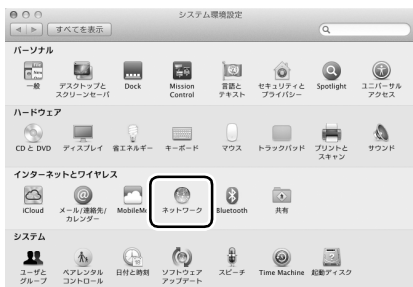 システム環境設定
すべてを表示
パーソナル
一般
デスクトップと
スクリーンセーバ
Dock
Mission
Control
言語と
テキスト
セキュリティと
プライバシー
Spotlight
ユニバーサル
アクセス
ハードウェア
CD と DVD
ディスプレイ
省エネルギー
キーボード
マウス
トラックパッド
プリントと
スキャン
サウンド
インターネットとワイヤレス
iCloud
メール/連絡先/
カレンダー
MobileMe
ネットワーク
Bluetooth
共有
システム
ユーザと
グループ
ペアレンタル
コントロール
日付と時刻
ソフトウェア
アップデート
スピーチ
Time Machine
起動ディスク